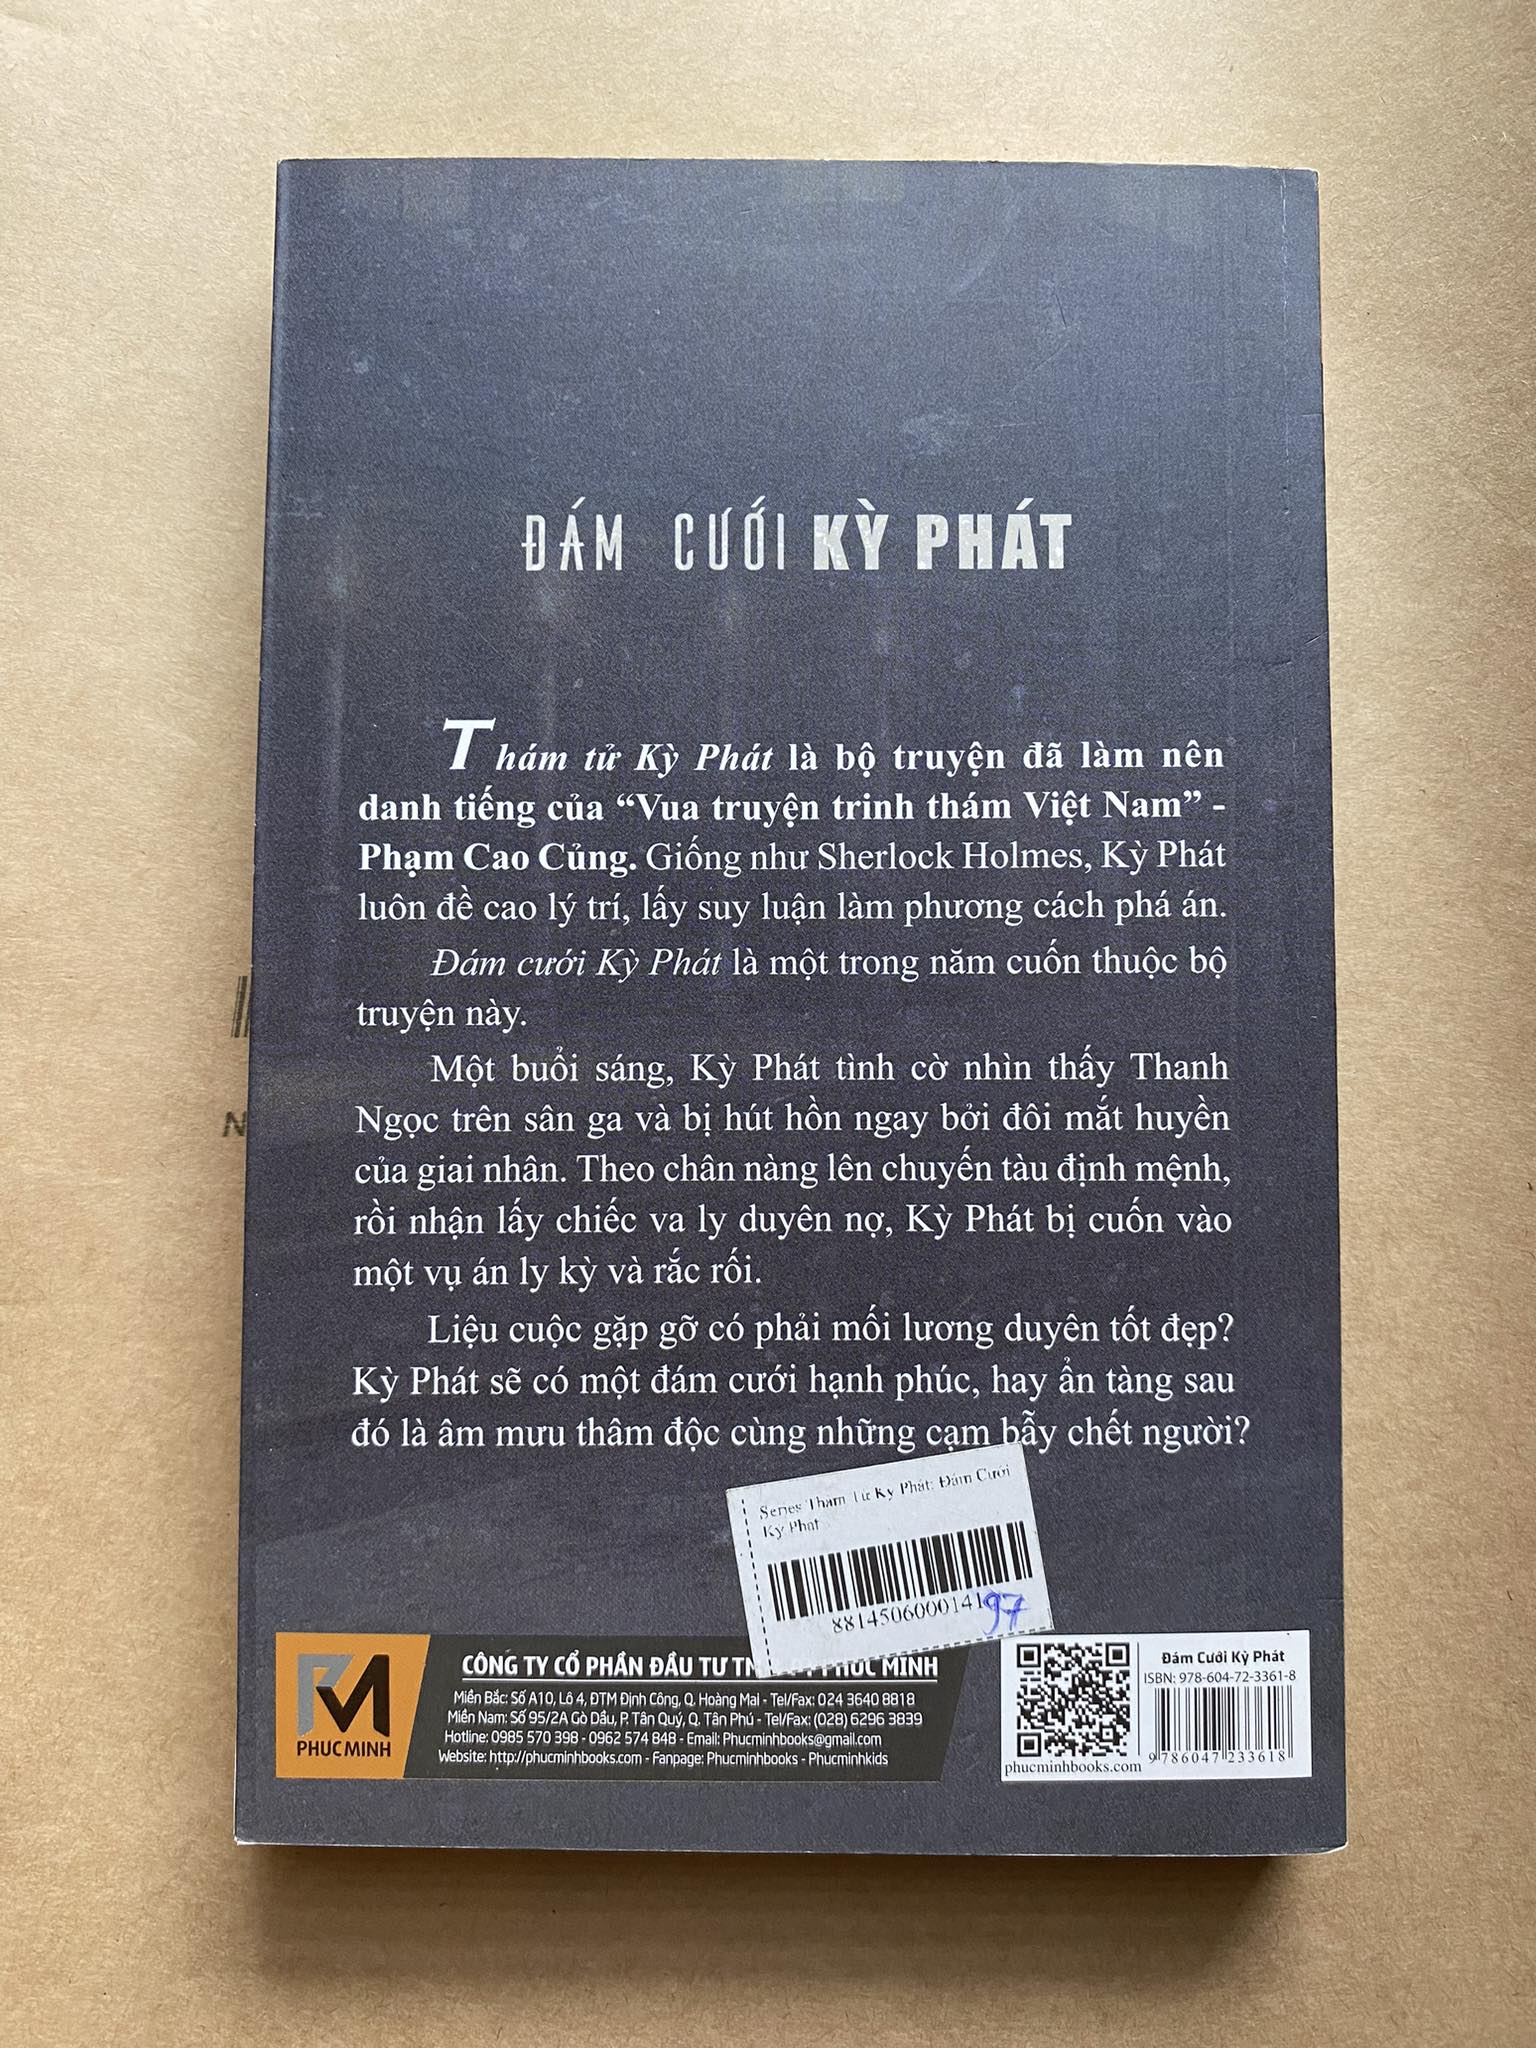 ĐÁM CƯỚI KỲ PHÁT
Thám tử Kỳ Phát là bộ truyện đã làm nên
danh tiếng của “Vua truyện trinh thám Việt Nam” -
Phạm Cao Củng. Giống như Sherlock Holmes, Kỳ Phát
luôn đề cao lý trí, lấy suy luận làm phương cách phá án.
Đám cưới Kỳ Phát là một trong năm cuốn thuộc bộ
truyện này.
Một buổi sáng, Kỳ Phát tình cờ nhìn thấy Thanh
Ngọc trên sân ga và bị hút hồn ngay bởi đôi mắt huyền
của giai nhân. Theo chân nàng lên chuyến tàu định mệnh,
rồi nhận lấy chiếc va ly duyên nợ, Kỳ Phát bị cuốn vào
một vụ án ly kỳ và rắc rối.
Liệu cuộc gặp gỡ có phải mối lương duyên tốt đẹp?
Kỳ Phát sẽ có một đám cưới hạnh phúc, hay ẩn tàng sau
đó là âm mưu thâm độc cùng những cạm bẫy chết người?
Series Thám Tử Kỳ Phát: Đám Cưới
Kỳ Phát
8814506000141
97
PHUCMINH
CÔNG TY CỔ PHẦN ĐẦU TƯ PHÚC MINH
Miền Bắc: Số A10, Lô 4, ĐTM Định Công, Q. Hoàng Mai - Tel/Fax: 024 3640 8818
Miền Nam: Số 95/2A Gò Dầu, P. Tân Quý, Q. Tân Phú - Tel/Fax: (028) 6296 3839
Hotline: 0985 570 398 - 0962 574 848 - Email: Phucminhbooks@gmail.com
Website: http://phucminhbooks.com - Fanpage: Phucminhbooks - Phucminhkids
phucminhbooks.com
Đám Cưới Kỳ Phát
ISBN: 978-604-72-3361-8
9 786047 233618